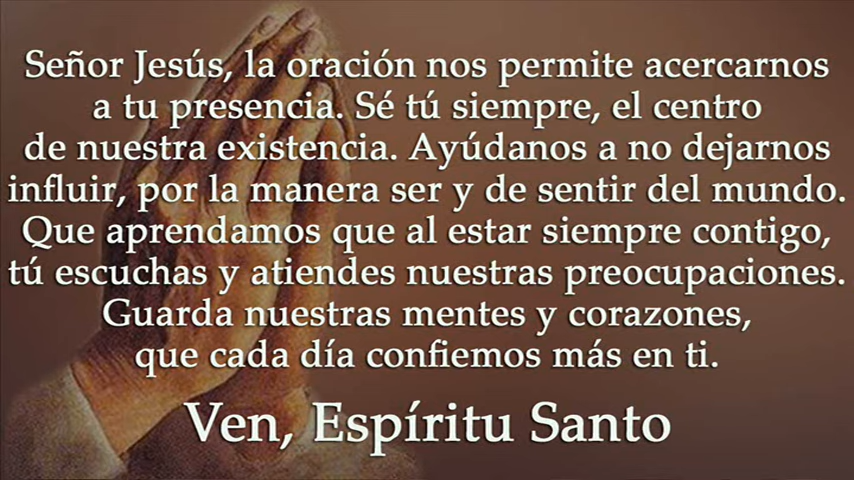 Señor Jesús, la oración nos permite acercarnos
a tu presencia. Sé tú siempre, el centro
de nuestra existencia. Ayúdanos a no dejarnos
influir, por la manera ser y de sentir del mundo.
Que aprendamos que al estar siempre contigo,
tú escuchas y atiendes nuestras preocupaciones.
Guarda nuestras mentes y corazones,
que cada día confiemos más en ti.
Ven, Espíritu Santo